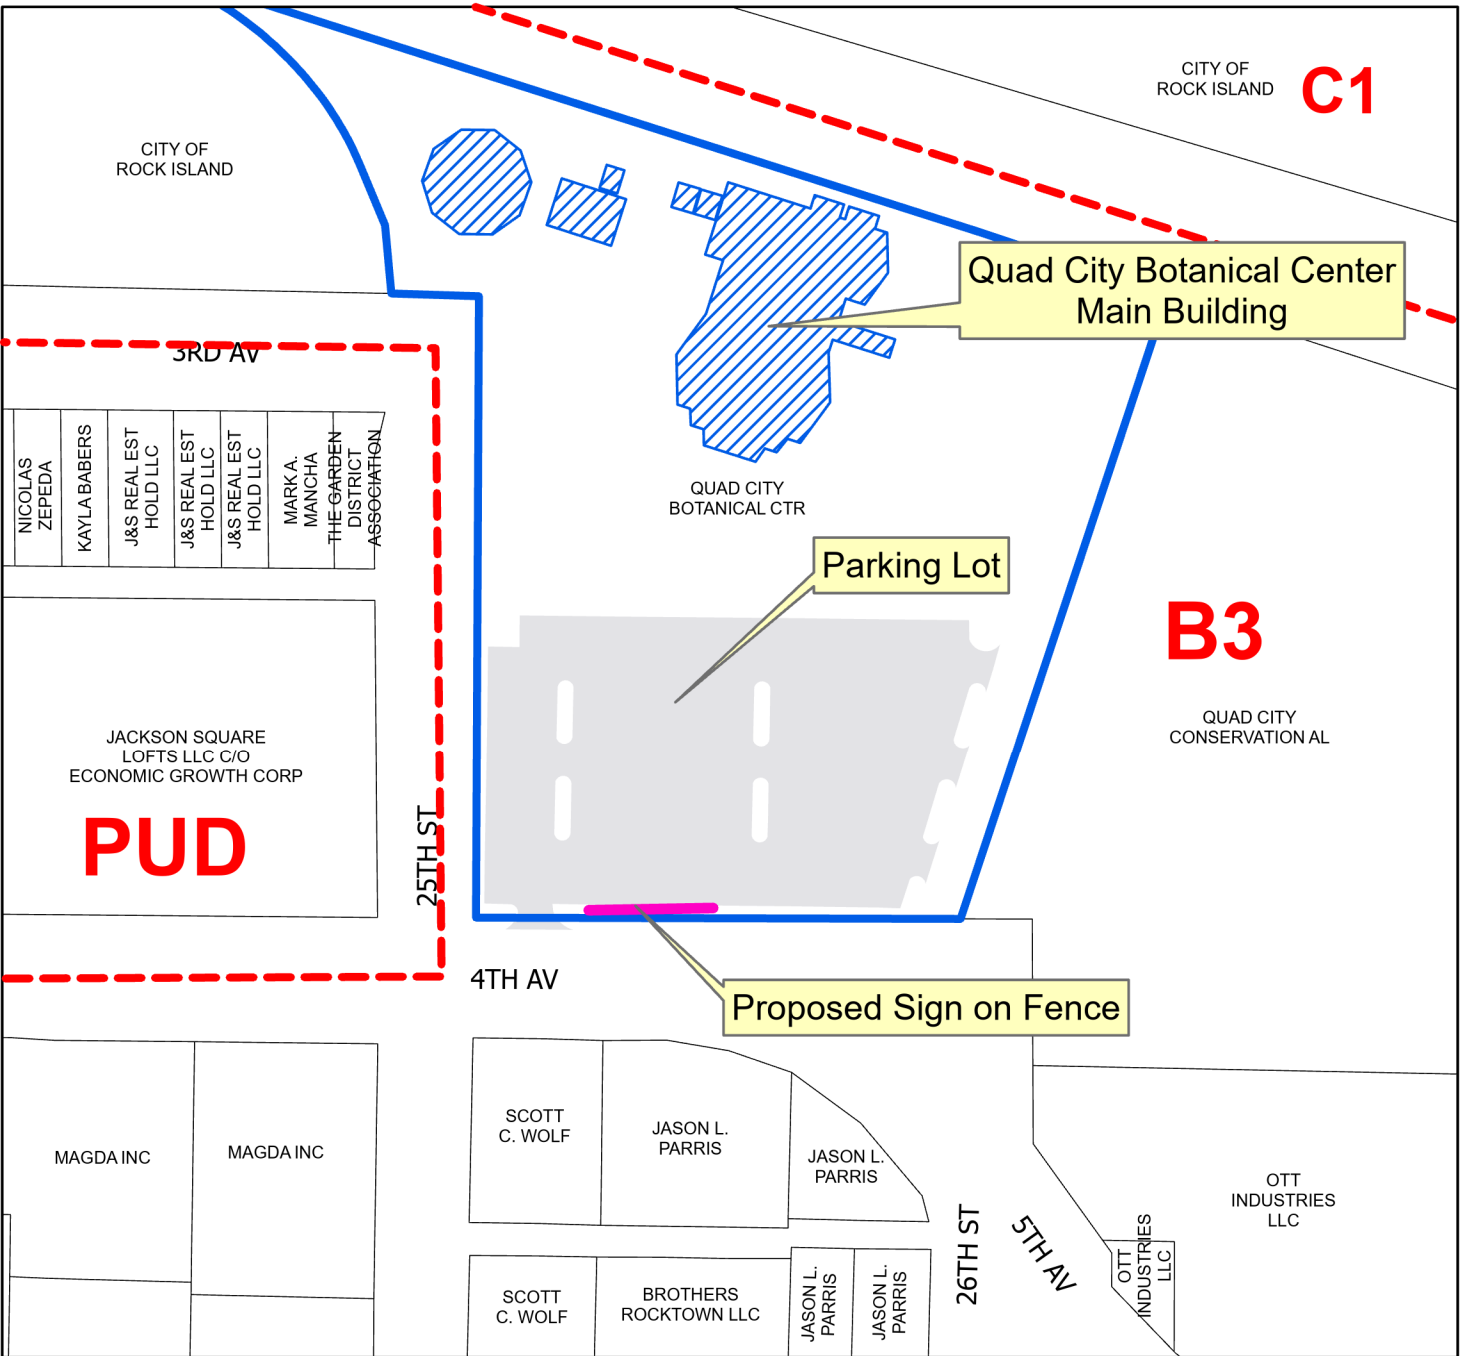 CITY OF
ROCK ISLAND
C1
CITY OF
ROCK ISLAND
Quad City Botanical Center
Main Building
3RD AV
NICOLAS
ZEPEDA
KAYLA BABERS
J&S REAL EST
HOLD LLC
J&S REAL EST
HOLD LLC
J&S REAL EST
HOLD LLC
MARK A.
MANCHA
THE GARDEN
DISTRICT
ASSOCIATION
QUAD CITY
BOTANICAL CTR
Parking Lot
B3
QUAD CITY
CONSERVATION AL
JACKSON SQUARE
LOFTS LLC C/O
ECONOMIC GROWTH CORP
PUD
25TH ST
4TH AV
Proposed Sign on Fence
SCOTT
C. WOLF
JASON L.
PARRIS
JASON L.
PARRIS
MAGDA INC
MAGDA INC
OTT
INDUSTRIES
LLC
26TH ST
5TH AV
OTT
INDUSTRIES
LLC
SCOTT
C. WOLF
BROTHERS
ROCKTOWN LLC
JASON L.
PARRIS
JASON L.
PARRIS